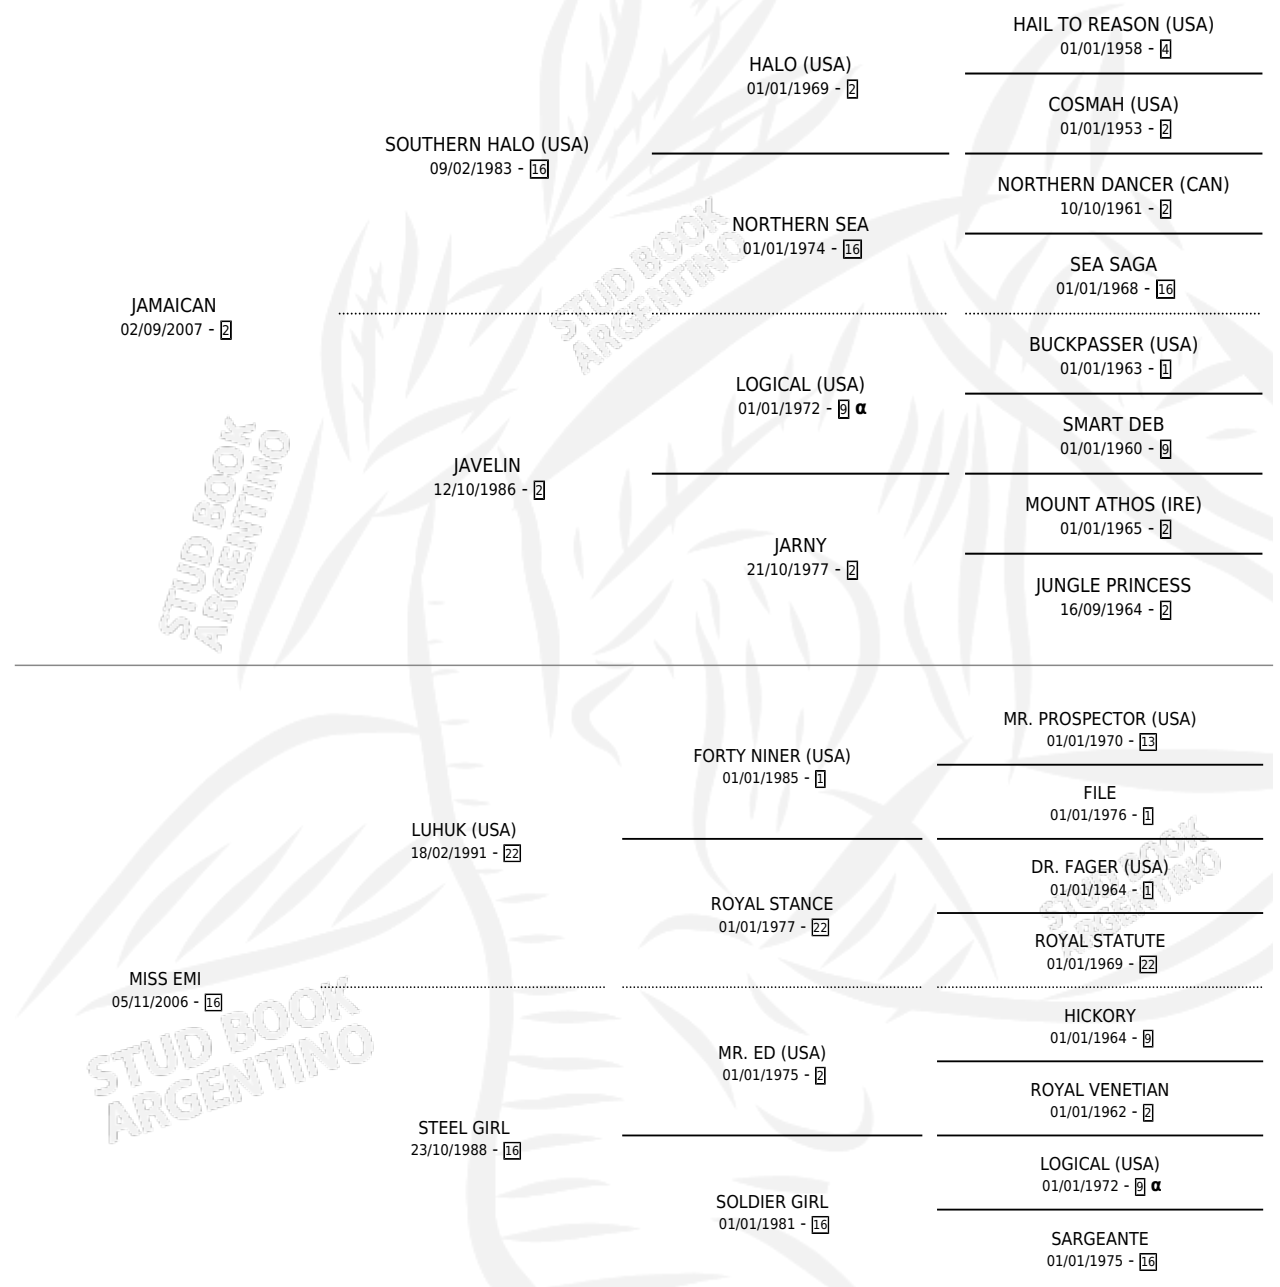 HAIL TO REASON (USA)
01/01/1958 - 4
HALO (USA)
01/01/1969 - 2
COSMAH (USA)
01/01/1953 - 2
SOUTHERN HALO (USA)
09/02/1983 - 16
NORTHERN DANCER (CAN)
10/10/1961 - 2
NORTHERN SEA
01/01/1974 - 16
SEA SAGA
01/01/1968 - 16
JAMAICAN
02/09/2007 - 2
BUCKPASSER (USA)
01/01/1963 - 1
LOGICAL (USA)
01/01/1972 - 9 α
SMART DEB
01/01/1960 - 9
JAVELIN
12/10/1986 - 2
MOUNT ATHOS (IRE)
01/01/1965 - 2
JARNY
21/10/1977 - 2
JUNGLE PRINCESS
16/09/1964 - 2
MR. PROSPECTOR (USA)
01/01/1970 - 13
FORTY NINER (USA)
01/01/1985 - 1
FILE
01/01/1976 - 1
LUHUK (USA)
18/02/1991 - 22
DR. FAGER (USA)
01/01/1964 - 1
ROYAL STANCE
01/01/1977 - 22
ROYAL STATUTE
01/01/1969 - 22
MISS EMI
05/11/2006 - 16
HICKORY
01/01/1964 - 9
MR. ED (USA)
01/01/1975 - 2
ROYAL VENETIAN
01/01/1962 - 2
STEEL GIRL
23/10/1988 - 16
LOGICAL (USA)
01/01/1972 - 9 α
SOLDIER GIRL
01/01/1981 - 16
SARGEANTE
01/01/1975 - 16
STUD BOOK
ARGENTINO
STUD BOOK
ARGENTINO
STUD BOOK
ARGENTINO
STUD BOOK
ARGENTINO